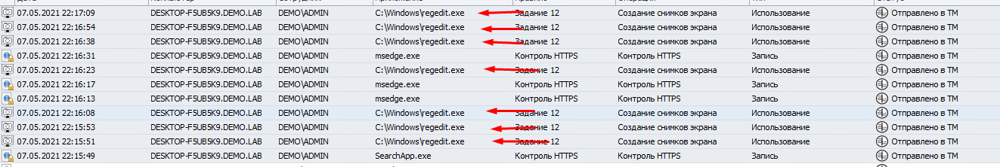 07.05.2021 22:17:09 DESKTOP-F5UB5K9.DEMO.LAB DEMO\ADMIN C:\Windows\regedit.exe Задание 12 Создание снимков экрана Использование Отправлено в ТМ
07.05.2021 22:16:54 DESKTOP-F5UB5K9.DEMO.LAB DEMO\ADMIN C:\Windows\regedit.exe Задание 12 Создание снимков экрана Использование Отправлено в ТМ
07.05.2021 22:16:38 DESKTOP-F5UB5K9.DEMO.LAB DEMO\ADMIN C:\Windows\regedit.exe Задание 12 Создание снимков экрана Использование Отправлено в ТМ
07.05.2021 22:16:31 DESKTOP-F5UB5K9.DEMO.LAB DEMO\ADMIN msedge.exe Контроль HTTPS Контроль HTTPS Запись Отправлено в ТМ
07.05.2021 22:16:23 DESKTOP-F5UB5K9.DEMO.LAB DEMO\ADMIN C:\Windows\regedit.exe Задание 12 Создание снимков экрана Использование Отправлено в ТМ
07.05.2021 22:16:17 DESKTOP-F5UB5K9.DEMO.LAB DEMO\ADMIN msedge.exe Контроль HTTPS Контроль HTTPS Запись Отправлено в ТМ
07.05.2021 22:16:13 DESKTOP-F5UB5K9.DEMO.LAB DEMO\ADMIN msedge.exe Контроль HTTPS Контроль HTTPS Запись Отправлено в ТМ
07.05.2021 22:16:08 DESKTOP-F5UB5K9.DEMO.LAB DEMO\ADMIN C:\Windows\regedit.exe Задание 12 Создание снимков экрана Использование Отправлено в ТМ
07.05.2021 22:15:53 DESKTOP-F5UB5K9.DEMO.LAB DEMO\ADMIN C:\Windows\regedit.exe Задание 12 Создание снимков экрана Использование Отправлено в ТМ
07.05.2021 22:15:51 DESKTOP-F5UB5K9.DEMO.LAB DEMO\ADMIN C:\Windows\regedit.exe Задание 12 Создание снимков экрана Использование Отправлено в ТМ
07.05.2021 22:15:49 DESKTOP-F5UB5K9.DEMO.LAB DEMO\ADMIN SearchApp.exe Контроль HTTPS Контроль HTTPS Запись Отправлено в ТМ